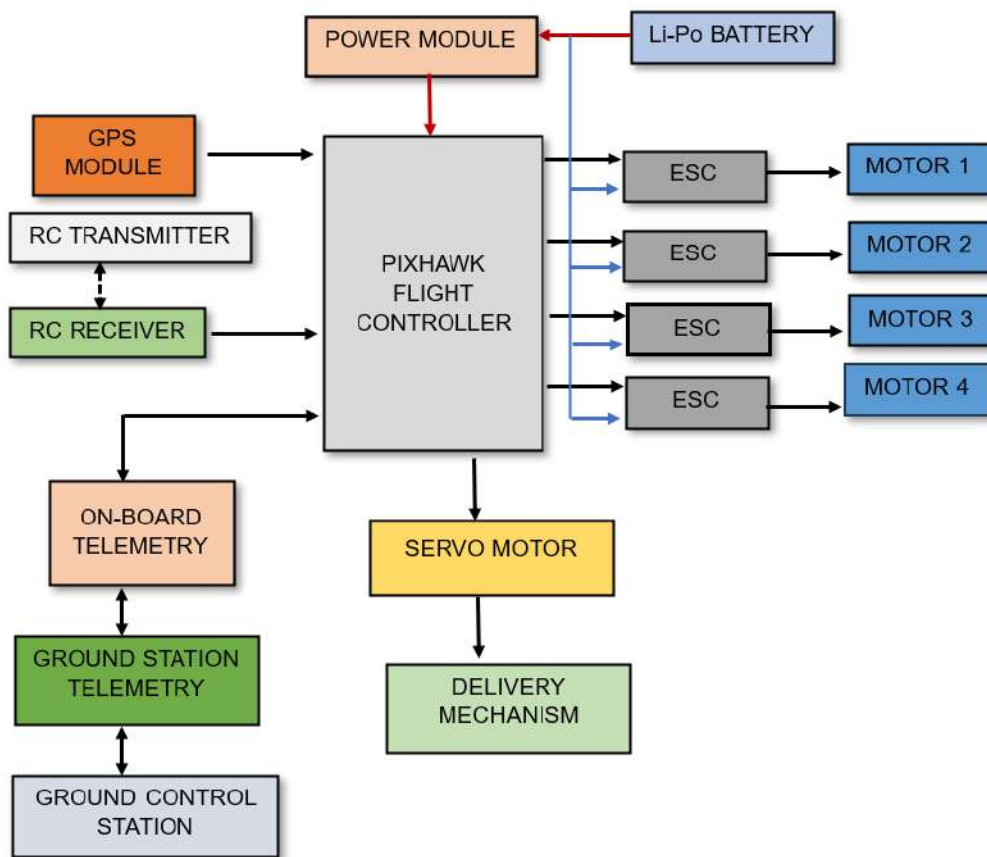 POWER MODULE
Li-Po BATTERY
GPS
MODULE
RC TRANSMITTER
RC RECEIVER
PIXHAWK
FLIGHT
CONTROLLER
ESC
MOTOR 1
ESC
MOTOR 2
ESC
MOTOR 3
ESC
MOTOR 4
ON-BOARD
TELEMETRY
SERVO MOTOR
GROUND STATION
TELEMETRY
DELIVERY
MECHANISM
GROUND CONTROL
STATION